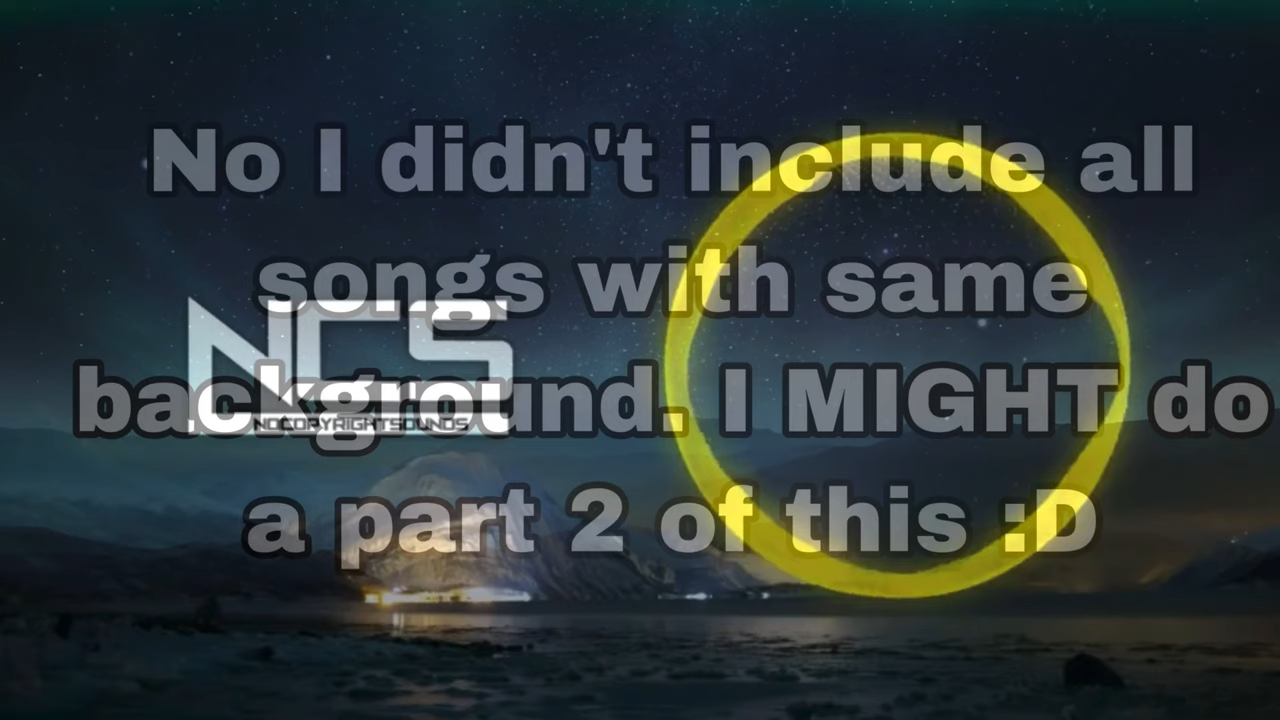 No I didn't include all
songs with same
NCS
background. I MIGHT do
NOCOPYRIGHTSOUNDS
a part 2 of this :D